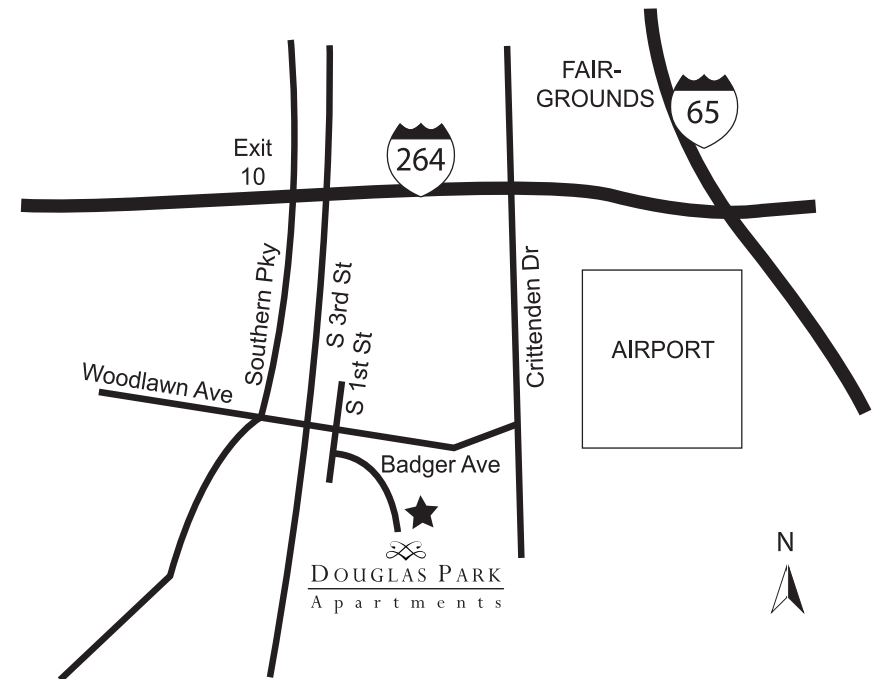 FAIR-
GROUNDS
65
Exit
10
264
Southern Pky
S 3rd St
S 1st St
Crittenden Dr
AIRPORT
Woodlawn Ave
Badger Ave
N
DOUGLAS PARK
Apartments